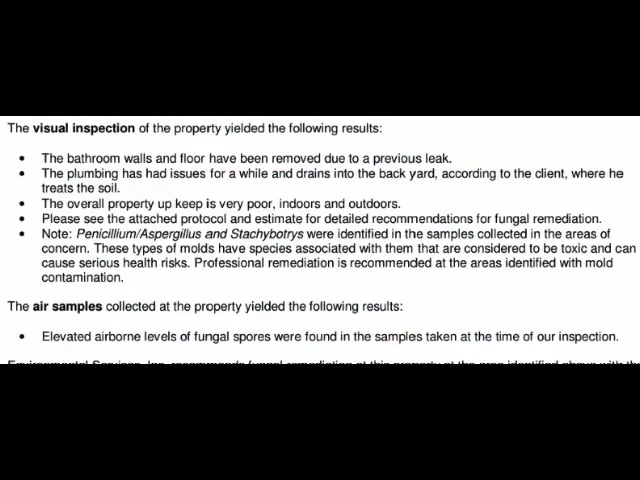 The visual inspection of the property yielded the following results:
• The bathroom walls and floor have been removed due to a previous leak.
• The plumbing has had issues for a while and drains into the back yard, according to the client, where he
treats the soil.
• The overall property up keep is very poor, indoors and outdoors.
• Please see the attached protocol and estimate for detailed recommendations for fungal remediation.
• Note: Penicillium/Aspergillus and Stachybotrys were identified in the samples collected in the areas of
concern. These types of molds have species associated with them that are considered to be toxic and can
cause serious health risks. Professional remediation is recommended at the areas identified with mold
contamination.
The air samples collected at the property yielded the following results:
• Elevated airborne levels of fungal spores were found in the samples taken at the time of our inspection.